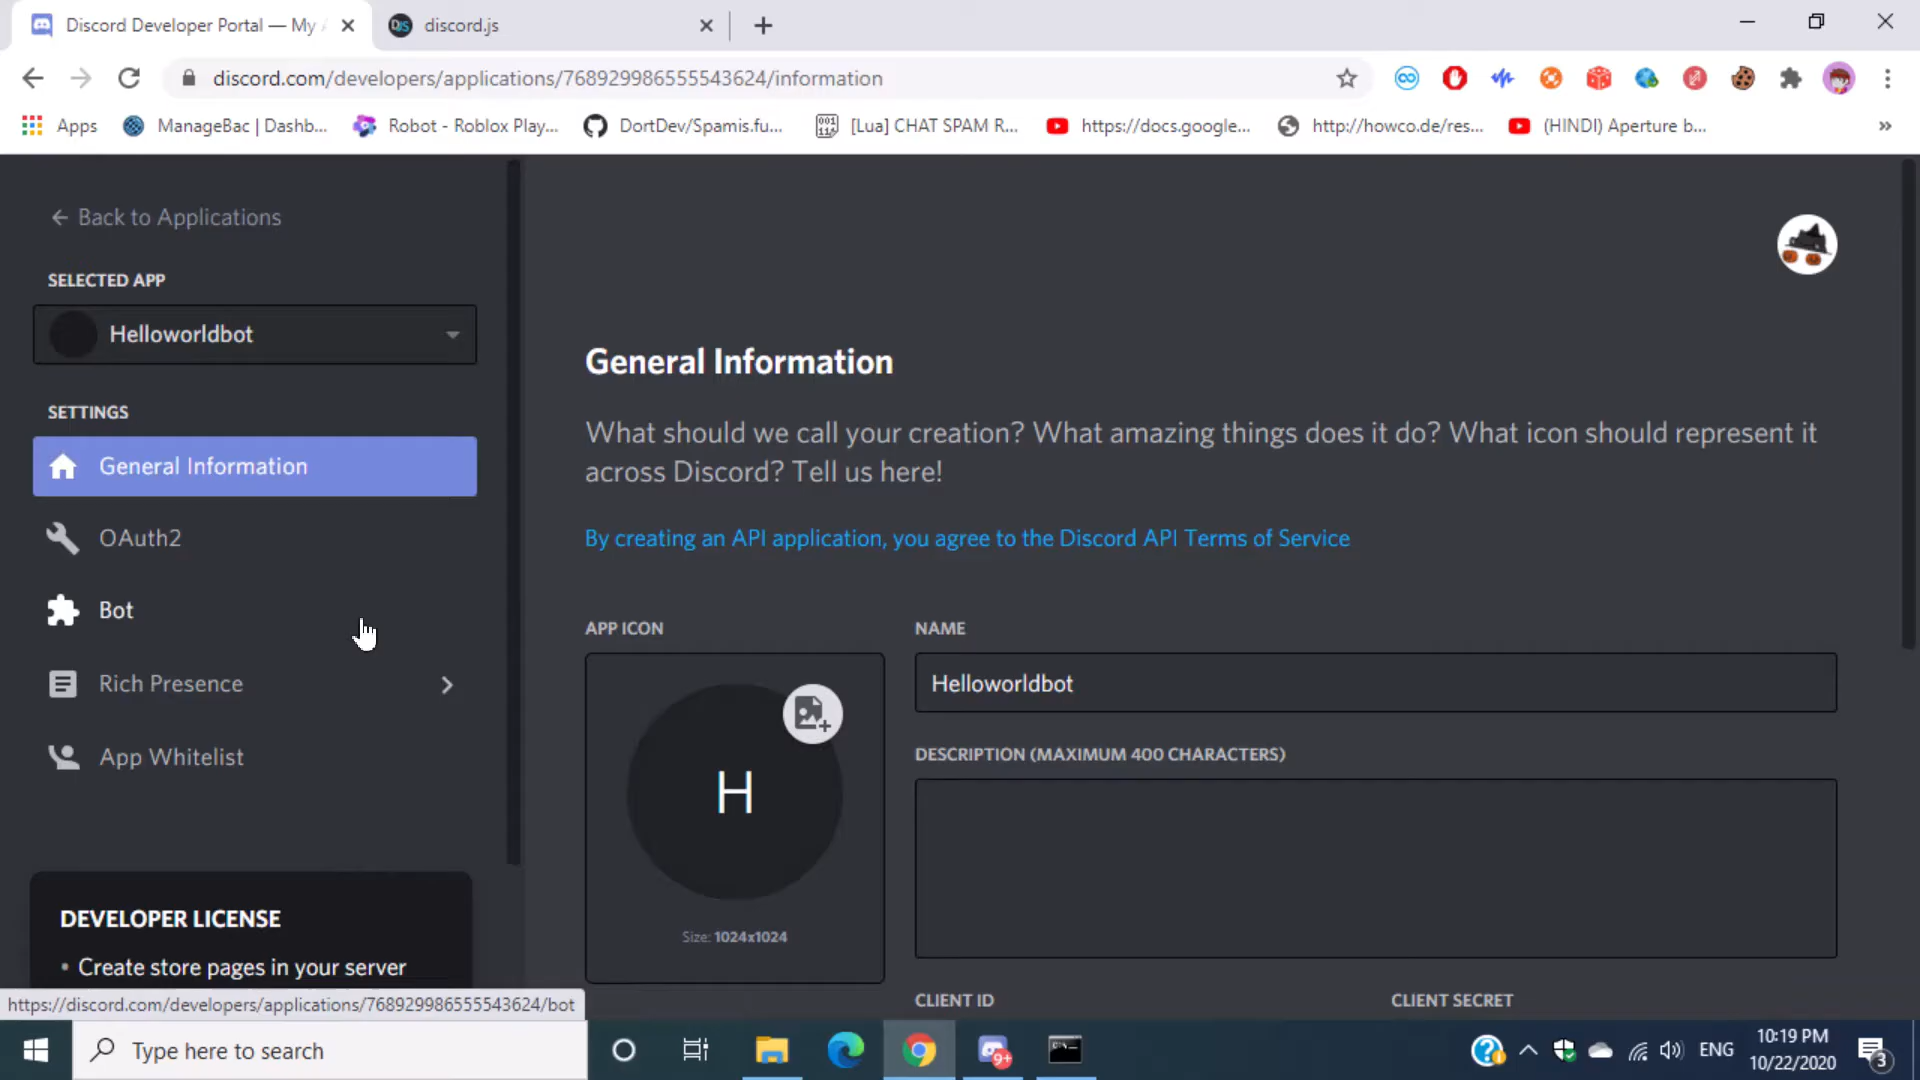 Discord Developer Portal — My A
discord.js
discord.com/developers/applications/768929986555543624/information
Apps
ManageBac | Dashb...
Robot - Roblox Play...
DortDev/Spamis.fu...
[Lua] CHAT SPAM R...
https://docs.google...
http://howco.de/res...
(HINDI) Aperture b...
Back to Applications
SELECTED APP
Helloworldbot
SETTINGS
General Information
OAuth2
Bot
Rich Presence
App Whitelist
DEVELOPER LICENSE
• Create store pages in your server
https://discord.com/developers/applications/768929986555543624/bot
General Information
What should we call your creation? What amazing things does it do? What icon should represent it
across Discord? Tell us here!
By creating an API application, you agree to the Discord API Terms of Service
APP ICON
H
Size: 1024x1024
NAME
Helloworldbot
DESCRIPTION (MAXIMUM 400 CHARACTERS)
CLIENT ID
CLIENT SECRET
Type here to search
9+
ENG
10:19 PM
10/22/2020
3